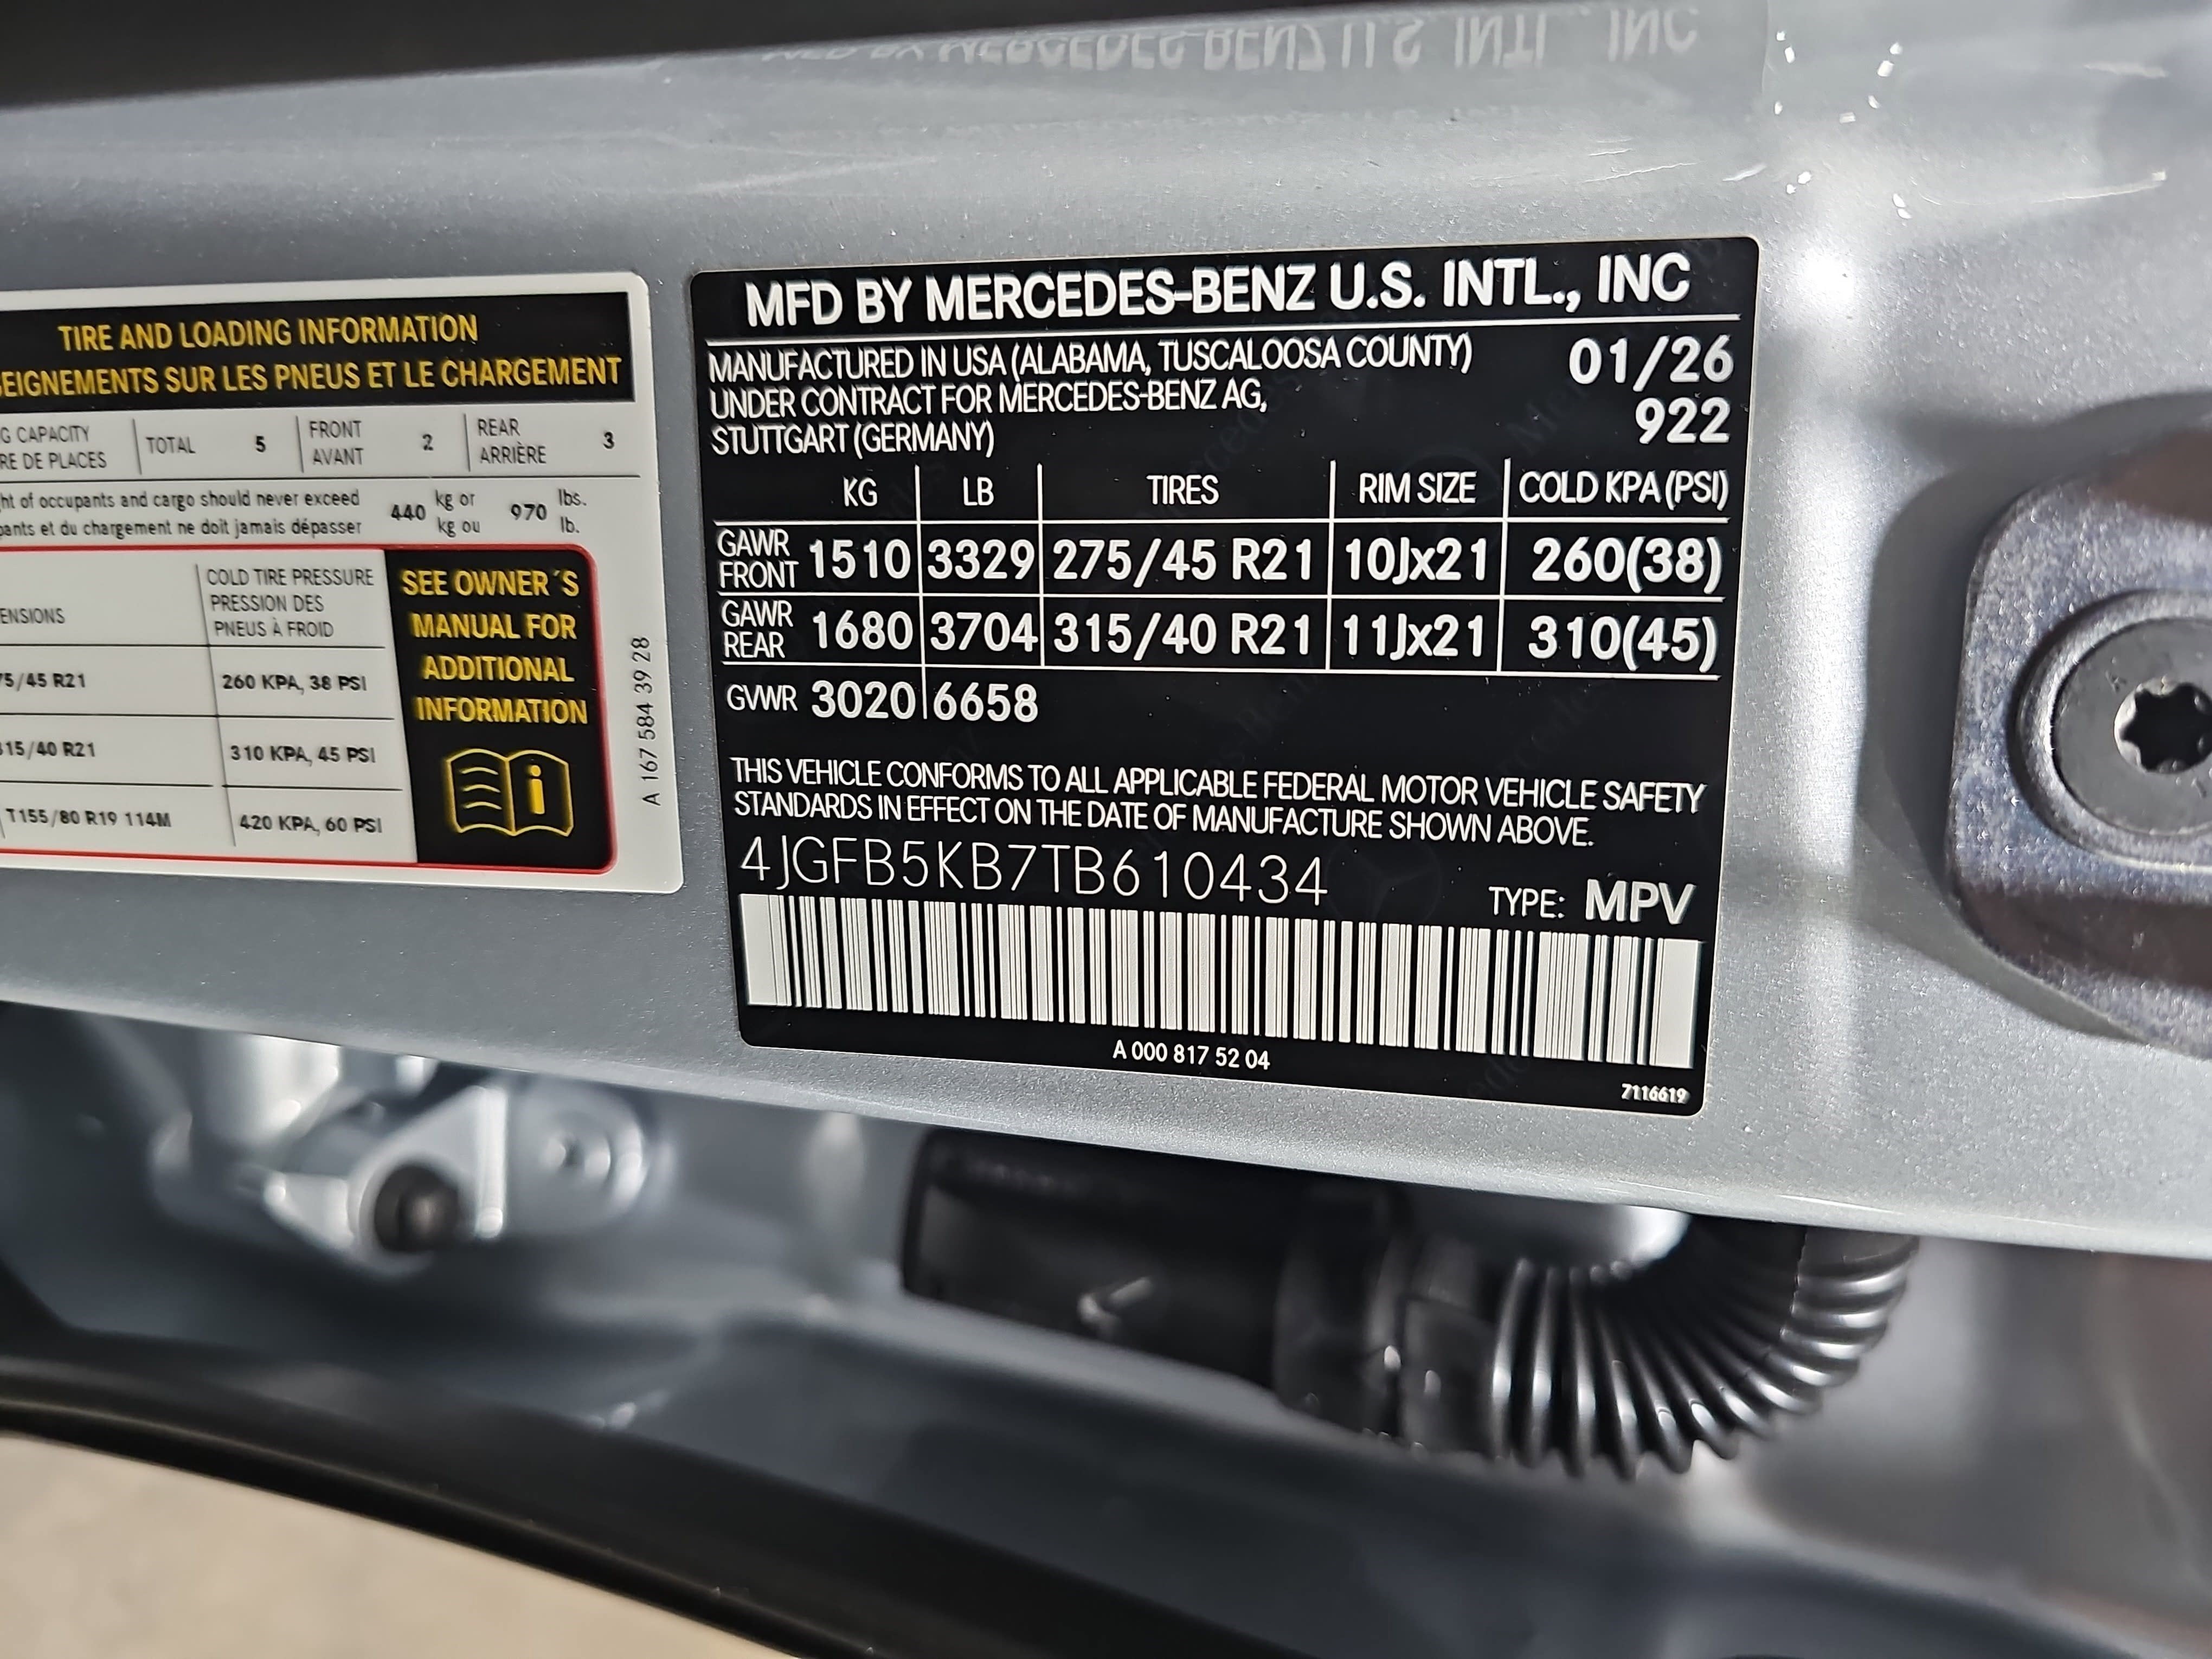 TIRE AND LOADING INFORMATION
SEIGNEMENTS SUR LES PNEUS ET LE CHARGEMENT
G CAPACITY TOTAL 5 FRONT 2 REAR 3
RE DE PLACES AVANT ARRIÈRE
ht of occupants and cargo should never exceed 440 kg or 970 lbs.
pants et du chargement ne doit jamais dépasser kg ou lb.
ENSIONS
COLD TIRE PRESSURE
PRESSION DES
PNEUS À FROID
75/45 R21 260 KPA, 38 PSI
315/40 R21 310 KPA, 45 PSI
T155/80 R19 114M 420 KPA, 60 PSI
SEE OWNER´S
MANUAL FOR
ADDITIONAL
INFORMATION
A 167 584 39 28
MFD BY MERCEDES-BENZ U.S. INTL., INC
MANUFACTURED IN USA (ALABAMA, TUSCALOOSA COUNTY) 01/26
UNDER CONTRACT FOR MERCEDES-BENZ AG, 922
STUTTGART (GERMANY)
KG LB TIRES RIM SIZE COLD KPA (PSI)
GAWR FRONT 1510 3329 275/45 R21 10Jx21 260(38)
GAWR REAR 1680 3704 315/40 R21 11Jx21 310(45)
GVWR 3020 6658
THIS VEHICLE CONFORMS TO ALL APPLICABLE FEDERAL MOTOR VEHICLE SAFETY
STANDARDS IN EFFECT ON THE DATE OF MANUFACTURE SHOWN ABOVE.
4JGFB5KB7TB610434
TYPE: MPV
A 000 817 52 04
7116619